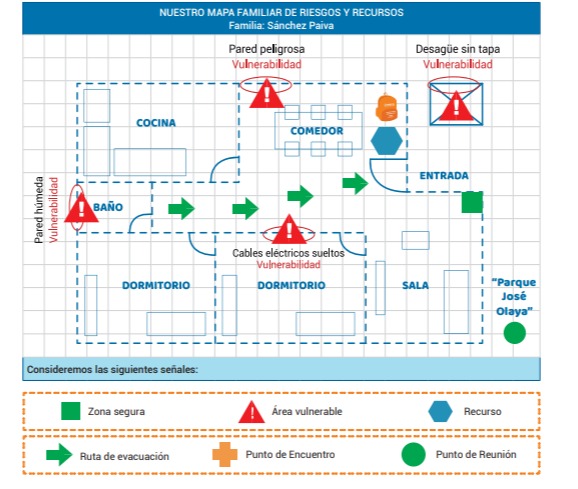 NUESTRO MAPA FAMILIAR DE RIESGOS Y RECURSOS
Familia: Sánchez Paiva
Pared peligrosa
Vulnerabilidad
Desagüe sin tapa
Vulnerabilidad
COCINA
COMEDOR
ENTRADA
Pared húmeda
Vulnerabilidad
BAÑO
Cables eléctricos sueltos
Vulnerabilidad
DORMITORIO
DORMITORIO
SALA
"Parque
José
Olaya"
Consideremos las siguientes señales:
Zona segura
Área vulnerable
Recurso
Ruta de evacuación
Punto de Encuentro
Punto de Reunión